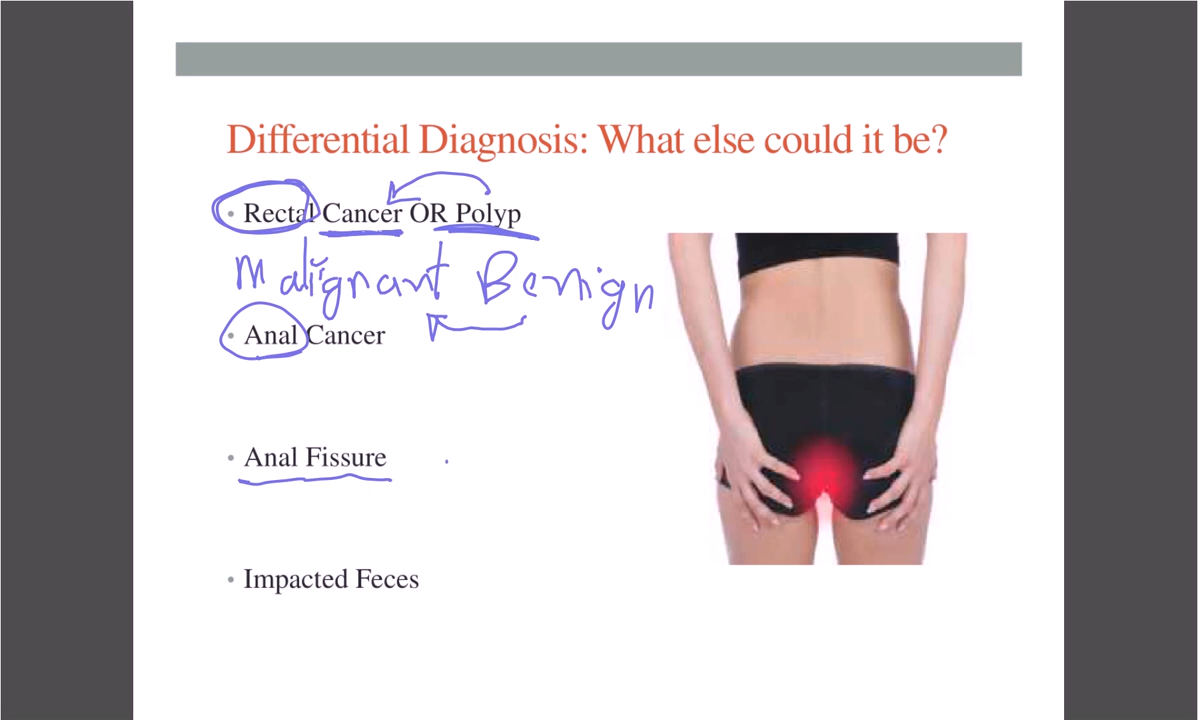 Differential Diagnosis: What else could it be?
• Rectal Cancer OR Polyp
Malignant Benign
• Anal Cancer
• Anal Fissure
• Impacted Feces